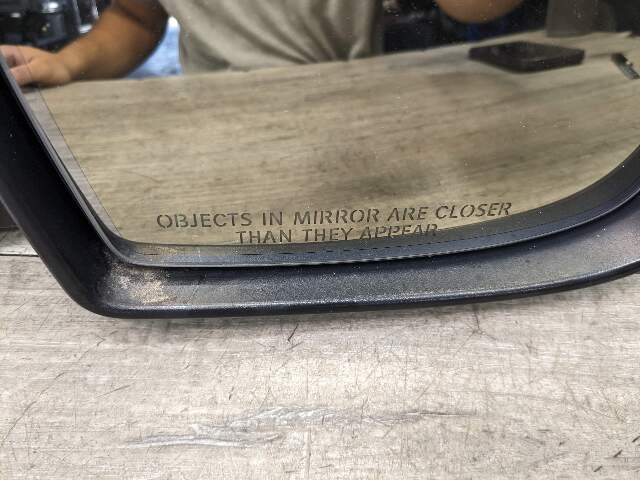 OBJECTS IN MIRROR ARE CLOSER
THAN THEY APPEAR